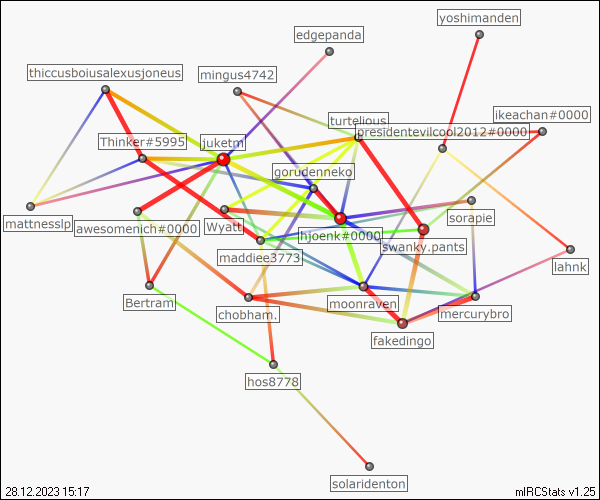 yoshimanden
edgepanda
thiccusboiusalexusjoneus
mingus4742
turtelious
ikeachan#0000
presidentevilcool2012#0000
Thinker#5995
juketm
gorudenneko
mattnesslp
awesomenich#0000
Wyatt
sorapie
hjoenk#0000
swanky.pants
maddiee3773
lahnk
Bertram
chobham.
moonraven
mercurybro
fakedingo
hos8778
solaridenton
28.12.2023 15:17
mIRCStats v1.25